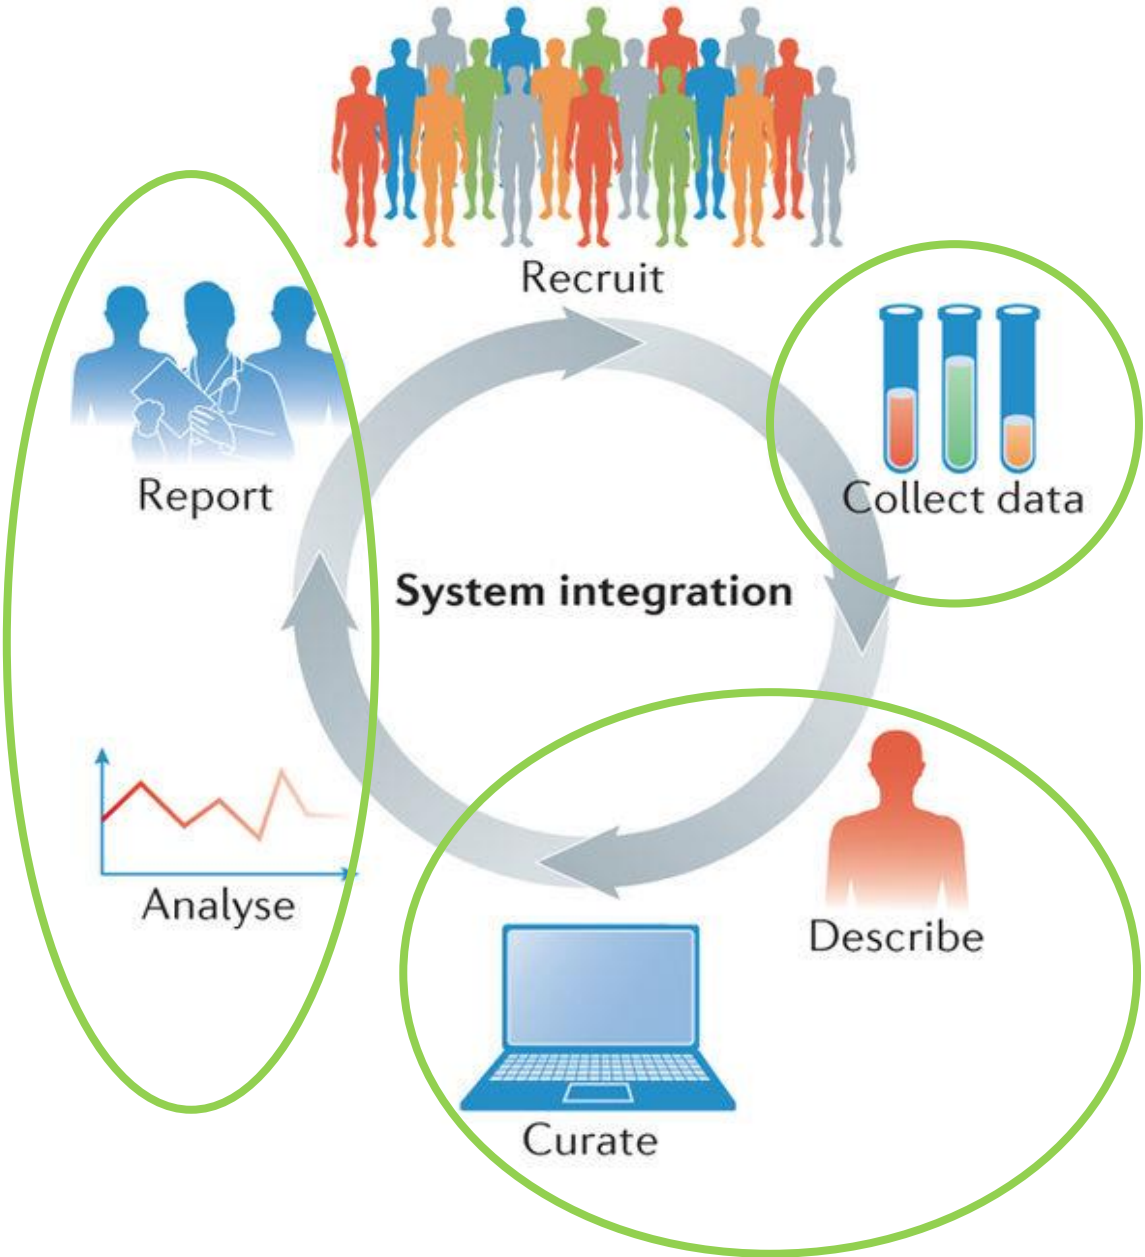 Recruit
Collect data
Report
System integration
Analyse
Describe
Curate